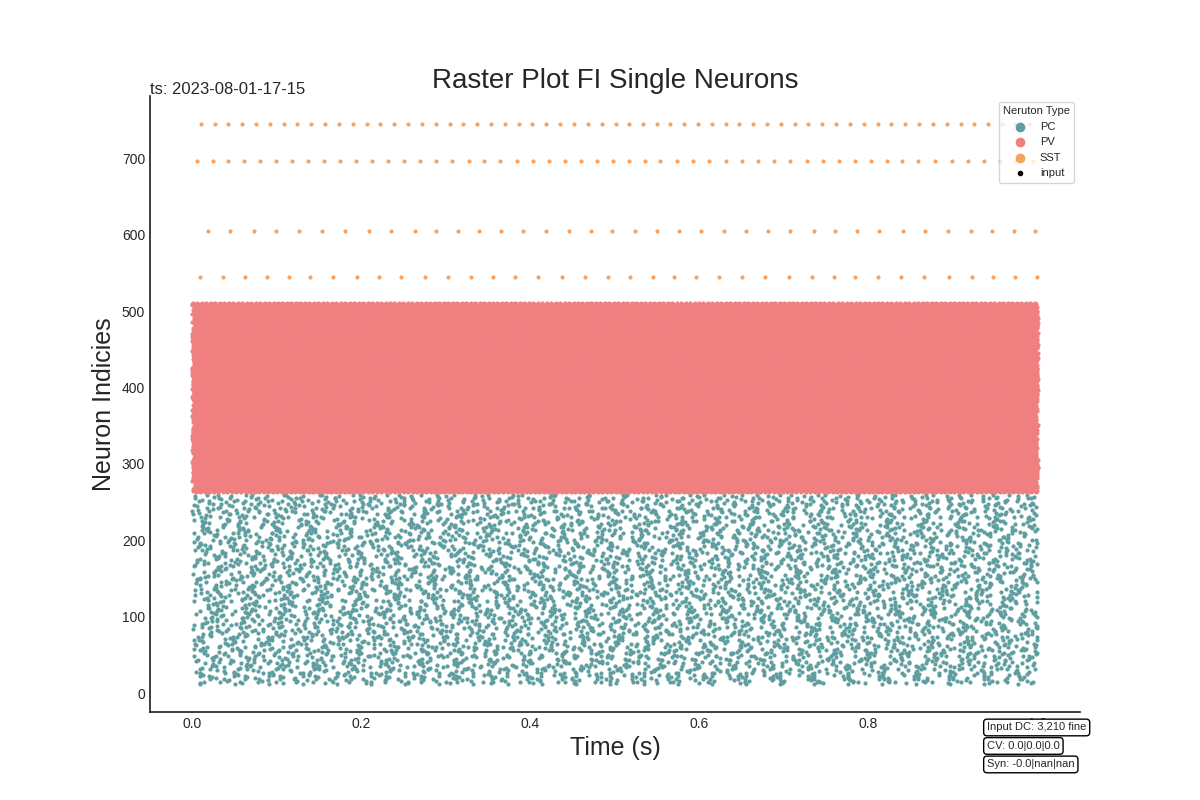 Raster Plot FI Single Neurons
ts: 2023-08-01-17-15
Neruton Type
PC
PV
SST
input
700
600
500
400
300
200
100
0
Neuron Indicies
0.0 0.2 0.4 0.6 0.8
Time (s)
Input DC: 3,210 fine
CV: 0.0|0.0|0.0
Syn: -0.0|nan|nan